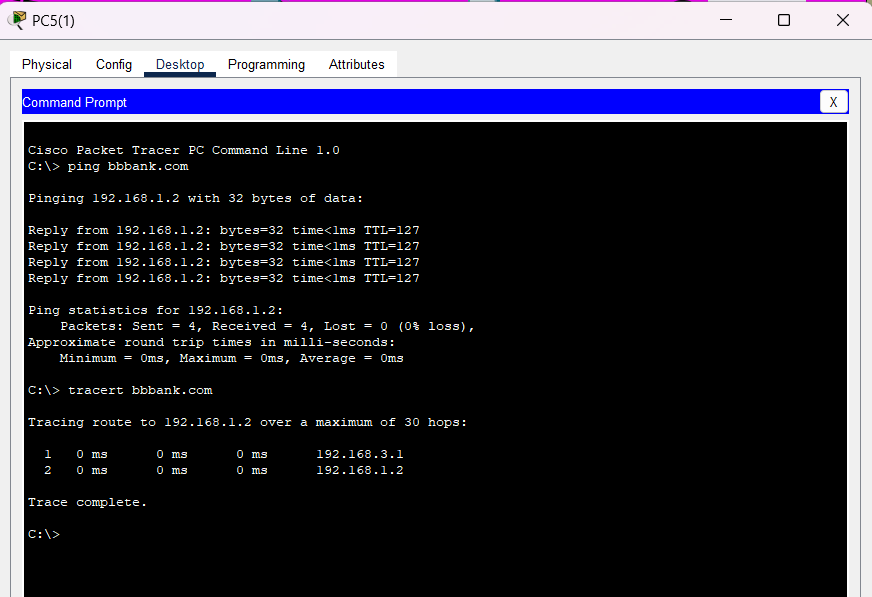 PC5(1)
Physical Config Desktop Programming Attributes
Command Prompt X
Cisco Packet Tracer PC Command Line 1.0
C:\> ping bbbank.com
Pinging 192.168.1.2 with 32 bytes of data:
Reply from 192.168.1.2: bytes=32 time<1ms TTL=127
Reply from 192.168.1.2: bytes=32 time<1ms TTL=127
Reply from 192.168.1.2: bytes=32 time<1ms TTL=127
Reply from 192.168.1.2: bytes=32 time<1ms TTL=127
Ping statistics for 192.168.1.2:
Packets: Sent = 4, Received = 4, Lost = 0 (0% loss),
Approximate round trip times in milli-seconds:
Minimum = 0ms, Maximum = 0ms, Average = 0ms
C:\> tracert bbbank.com
Tracing route to 192.168.1.2 over a maximum of 30 hops:
1 0 ms 0 ms 0 ms 192.168.3.1
2 0 ms 0 ms 0 ms 192.168.1.2
Trace complete.
C:\>